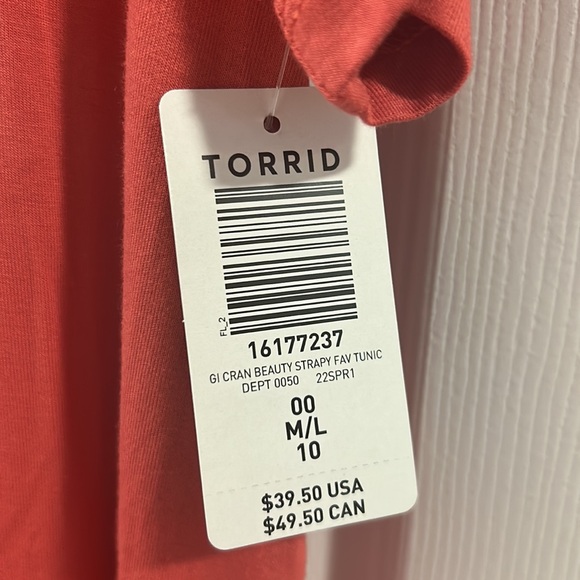 TORRID
FL_2
16177237
GI CRAN BEAUTY STRAPY FAV TUNIC
DEPT 0050 22SPR1
00
M/L
10
$39.50 USA
$49.50 CAN